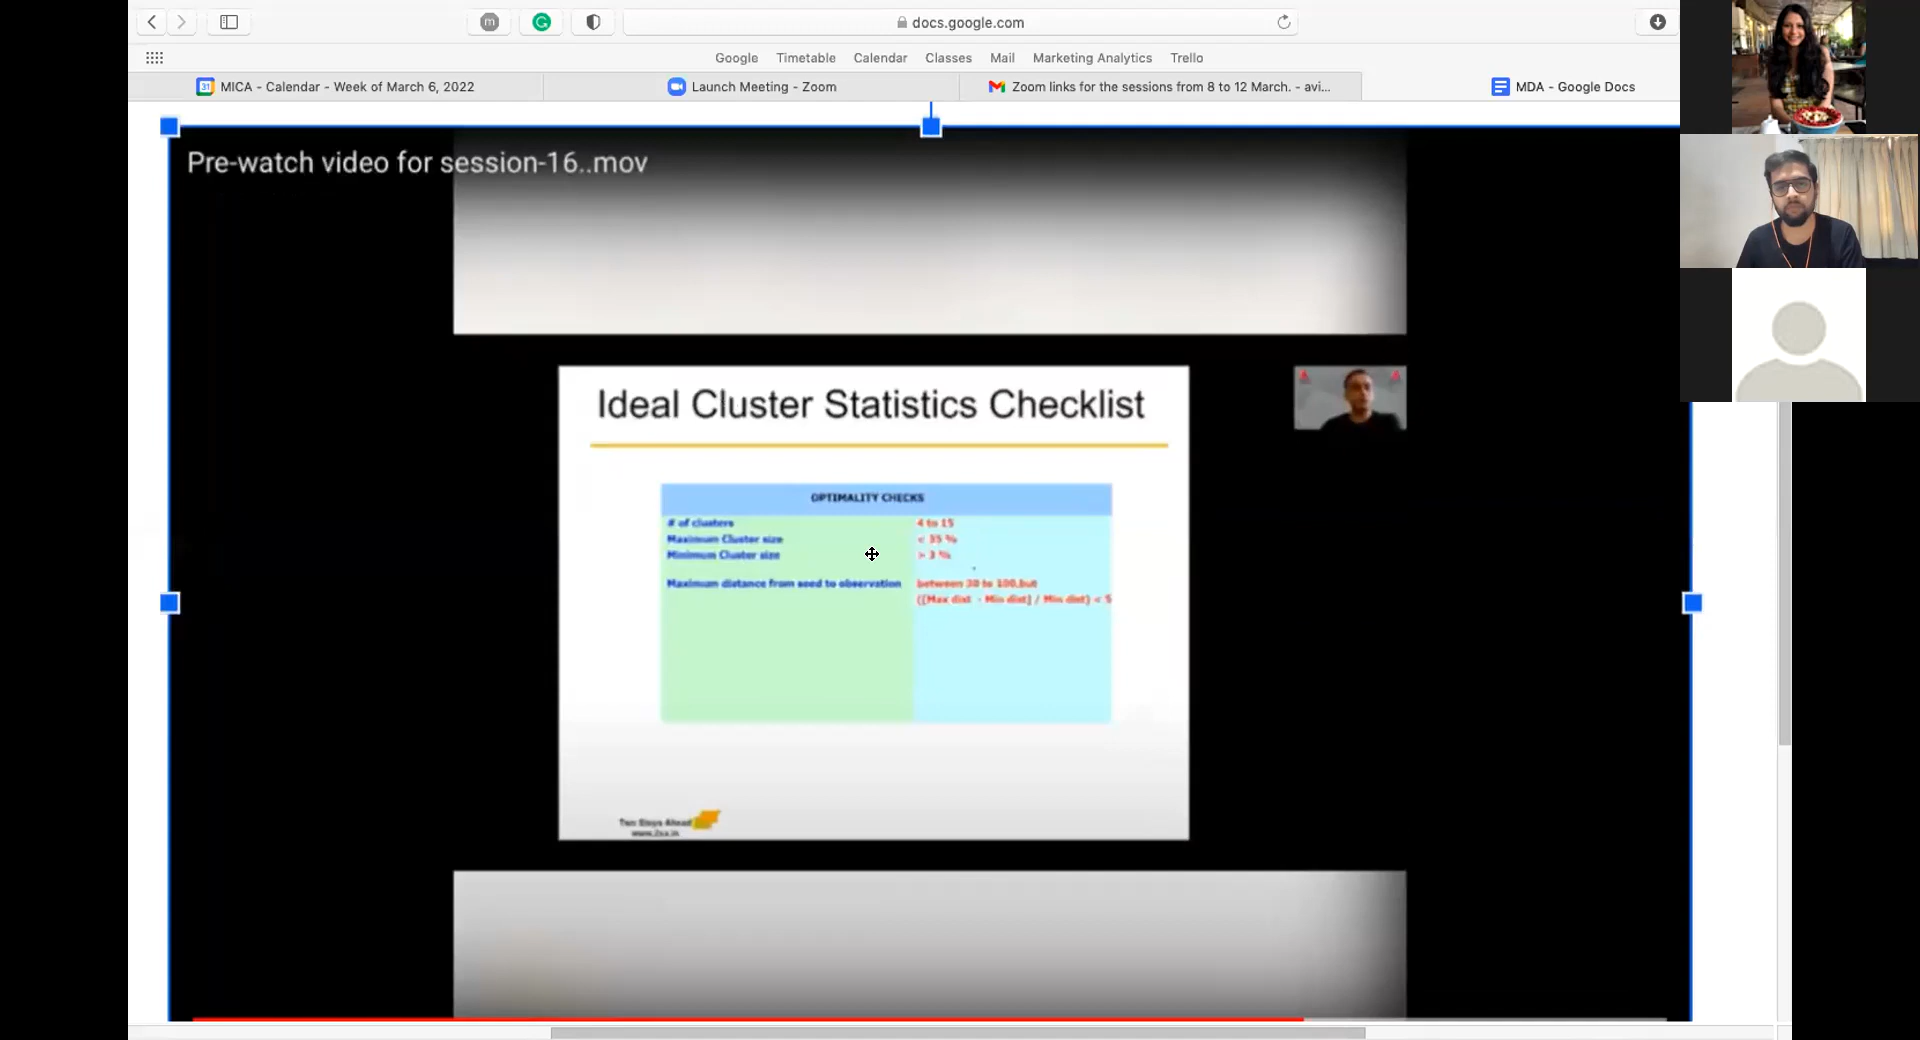 docs.google.com
Google Timetable Calendar Classes Mail Marketing Analytics Trello
MICA - Calendar - Week of March 6, 2022
Launch Meeting - Zoom
Zoom links for the sessions from 8 to 12 March. - avi...
MDA - Google Docs
Pre-watch video for session-16..mov
Ideal Cluster Statistics Checklist
OPTIMALITY CHECKS
# of clusters 4 to 15
Maximum Cluster size < 35 %
Minimum Cluster size > 3 %
Maximum distance from seed to observation between 30 to 100,but
([Max dist - Min dist] / Min dist) < 5
Ten Steps Ahead